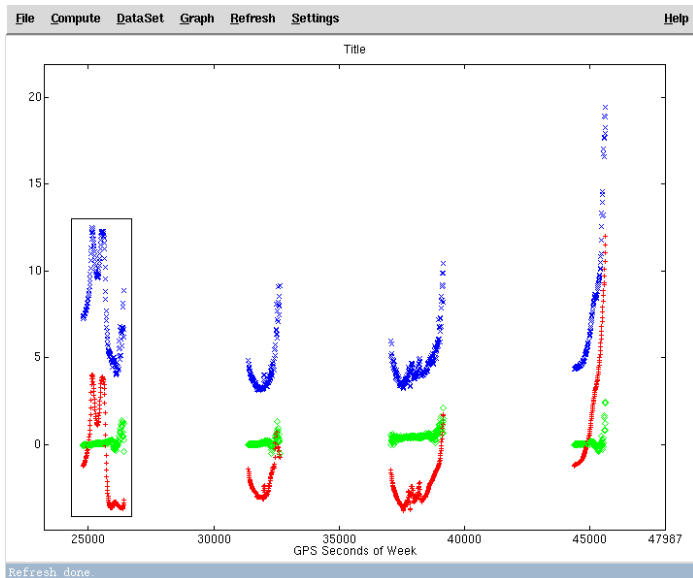 File Compute DataSet Graph Refresh Settings Help
Title
20
15
10
5
0
25000 30000 35000 40000 45000 47987
GPS Seconds of Week
Refresh done.